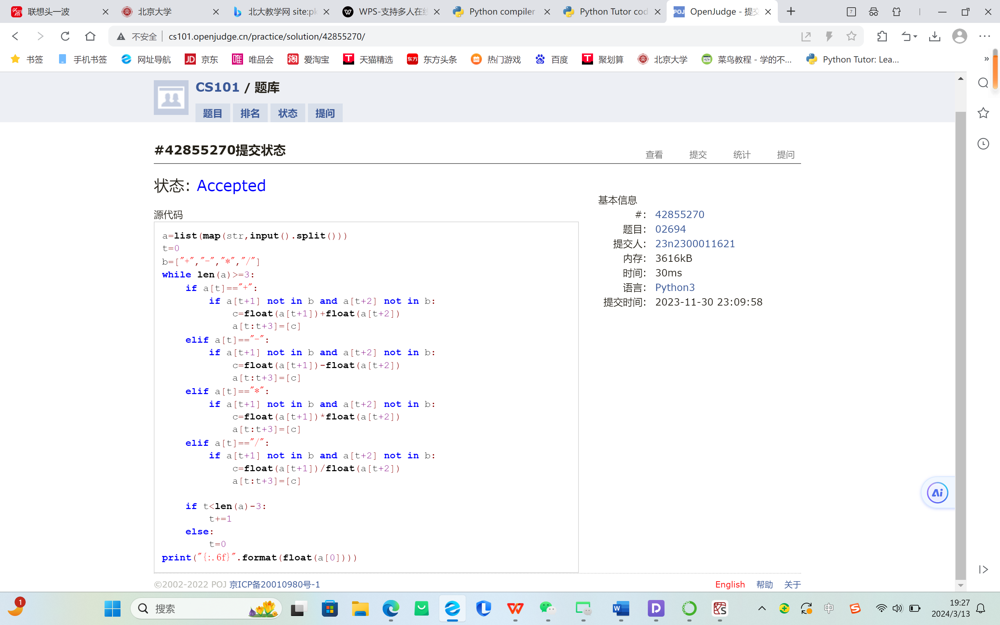 联想头一波
北京大学
北大教学网 site:pk
WPS-支持多人在线
Python compiler
Python Tutor cod
POJ OpenJudge - 提交
7
不安全 cs101.openjudge.cn/practice/solution/42855270/
书签 手机书签 网址导航 JD 京东 唯 唯品会 淘 爱淘宝 T 天猫精选 东方 东方头条 热门游戏 du 百度 T 聚划算 北京大学 菜鸟教程 - 学的不... Python Tutor: Lea... »
CS101 / 题库
题目 排名 状态 提问
#42855270提交状态
查看 提交 统计 提问
状态: Accepted
源代码
a=list(map(str,input().split()))
t=0
b=["+","-","*","/"]
while len(a)>=3:
    if a[t]=="+":
        if a[t+1] not in b and a[t+2] not in b:
            c=float(a[t+1])+float(a[t+2])
            a[t:t+3]=[c]
    elif a[t]=="-":
        if a[t+1] not in b and a[t+2] not in b:
            c=float(a[t+1])-float(a[t+2])
            a[t:t+3]=[c]
    elif a[t]=="*":
        if a[t+1] not in b and a[t+2] not in b:
            c=float(a[t+1])*float(a[t+2])
            a[t:t+3]=[c]
    elif a[t]=="/":
        if a[t+1] not in b and a[t+2] not in b:
            c=float(a[t+1])/float(a[t+2])
            a[t:t+3]=[c]
    if t<len(a)-3:
        t+=1
    else:
        t=0
print("{:.6f}".format(float(a[0])))
基本信息
#: 42855270
题目: 02694
提交人: 23n2300011621
内存: 3616kB
时间: 30ms
语言: Python3
提交时间: 2023-11-30 23:09:58
Ai
©2002-2022 POJ 京ICP备20010980号-1
English 帮助 关于
1
搜索
中
19:27
2024/3/13